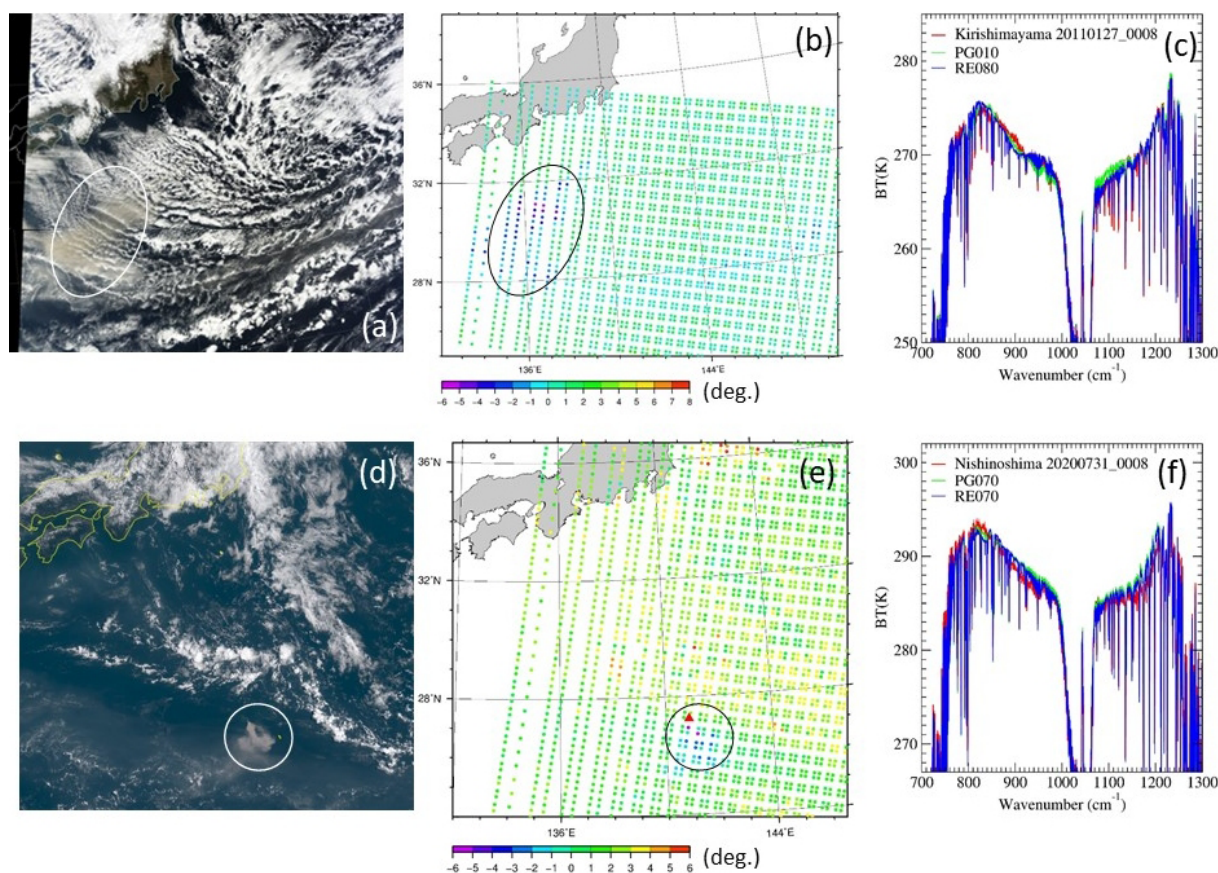 (a)
(b)
36˚N
32˚N
28˚N
136˚E
144˚E
-6 -5 -4 -3 -2 -1 0 1 2 3 4 5 6 7 8
(deg.)
(c)
Kirishimayama 20110127_0008
PG010
RE080
BT(K)
280
270
260
250
700 800 900 1000 1100 1200 1300
Wavenumber (cm-1)
(d)
(e)
36˚N
32˚N
28˚N
136˚E
144˚E
-6 -5 -4 -3 -2 -1 0 1 2 3 4 5 6
(deg.)
(f)
Nishinoshima 20200731_0008
PG070
RE070
BT(K)
300
290
280
270
700 800 900 1000 1100 1200 1300
Wavenumber (cm-1)